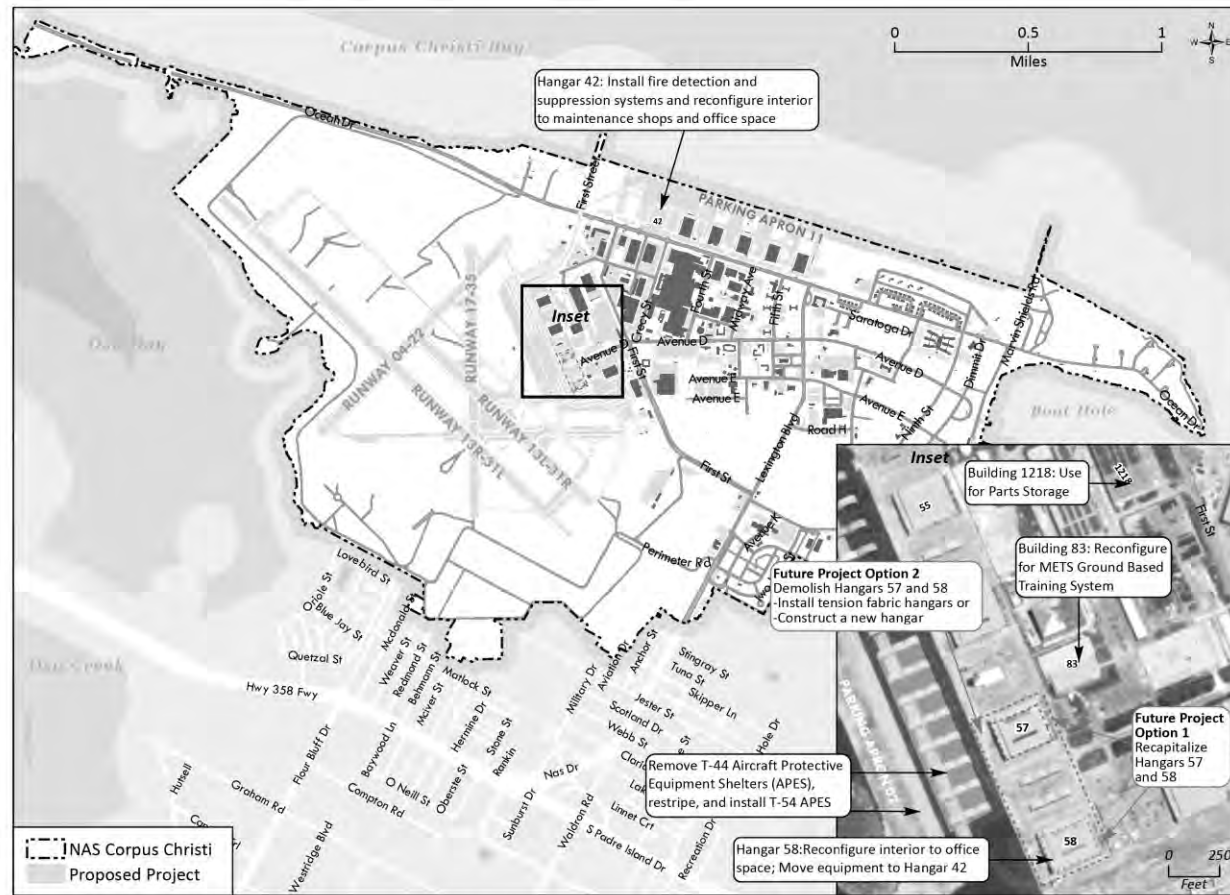 Corpus Christi Bay
0 0.5 1
Miles
N
W E
S
Hangar 42: Install fire detection and
suppression systems and reconfigure interior
to maintenance shops and office space
Ocean Dr
First Street
42
PARKING APRON 11
Inset
Crecy St
Fourth St
Fifth St
Saratoga Dr
Avenue D
Avenue D
Avenue D
First St
Avenue E
Avenue E
Dimmit Dr
Ninth St
Ocean Dr
Boat Hole
Road H
Lexington Blvd
RUNWAY 04-22
RUNWAY 17-35
RUNWAY 13R-31L
RUNWAY 13L-31R
First St
Perimeter Rd
Avenue K
Lovebird St
Oriole St
Blue Jay St
Quetzal St
Mcdonald St
Weaver St
Redmond St
Behmann St
Mciver St
Matlock St
Hwy 358 Fwy
Flour Bluff Dr
Baywood Ln
Hermine Dr
Stone St
Rankin
O Neill St
Oberste St
Compton Rd
Graham Rd
Hutsell
Westridge Blvd
Sunburst Dr
Nas Dr
Waldron Rd
Military Dr
Aviation Dr
Anchor St
Stingray St
Tuna St
Skipper Ln
Jester St
Scotland Dr
Webb St
Linnet Crt
S Padre Island Dr
Recreation Dr
Hole Dr
Inset
Building 1218: Use
for Parts Storage
1218
55
First St
Building 83: Reconfigure
for METS Ground Based
Training System
83
Future Project Option 2
Demolish Hangars 57 and 58
-Install tension fabric hangars or
-Construct a new hangar
57
Future Project
Option 1
Recapitalize
Hangars 57
and 58
Remove T-44 Aircraft Protective
Equipment Shelters (APES),
restripe, and install T-54 APES
58
Hangar 58:Reconfigure interior to office
space; Move equipment to Hangar 42
0 250
Feet
NAS Corpus Christi
Proposed Project